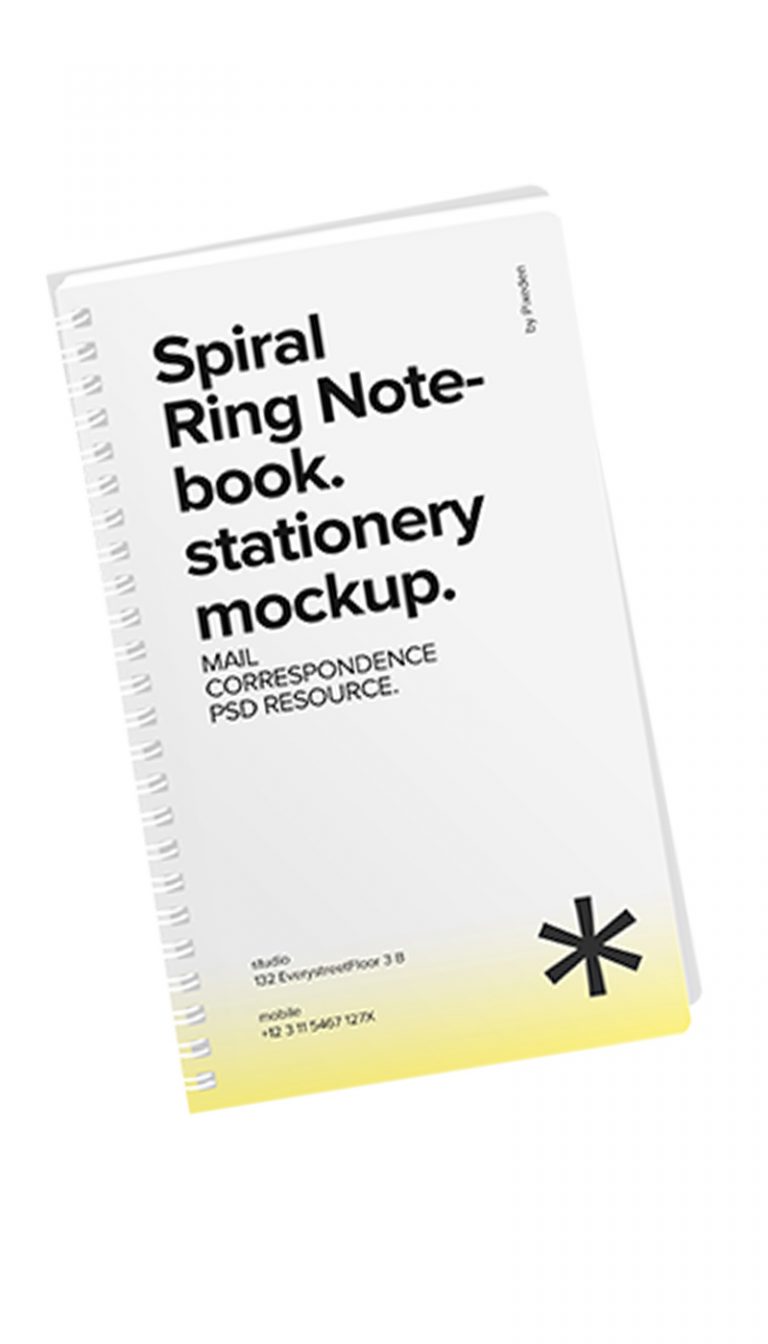 by Pixeden
Spiral
Ring Note-
book.
stationery
mockup.
MAIL
CORRESPONDENCE
PSD RESOURCE.
studio
132 EverystreetFloor 3 B
mobile
+12 3 11 5467 127X